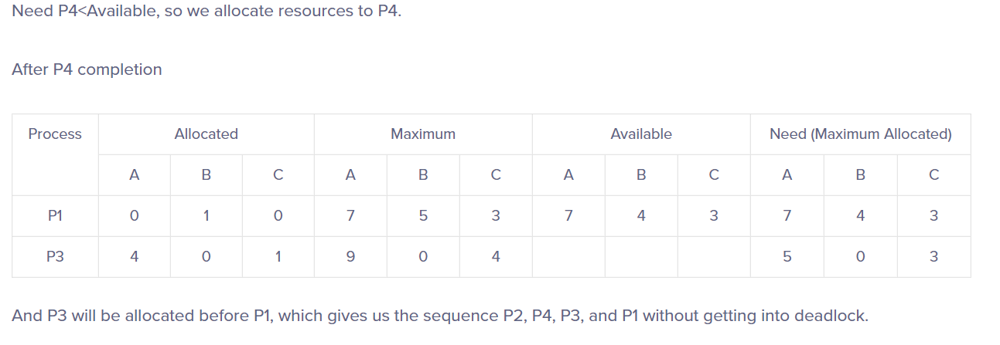 Need P4<Available, so we allocate resources to P4.
After P4 completion
Process Allocated Maximum Available Need (Maximum Allocated)
A B C A B C A B C A B C
P1 0 1 0 7 5 3 7 4 3 7 4 3
P3 4 0 1 9 0 4 5 0 3
And P3 will be allocated before P1, which gives us the sequence P2, P4, P3, and P1 without getting into deadlock.